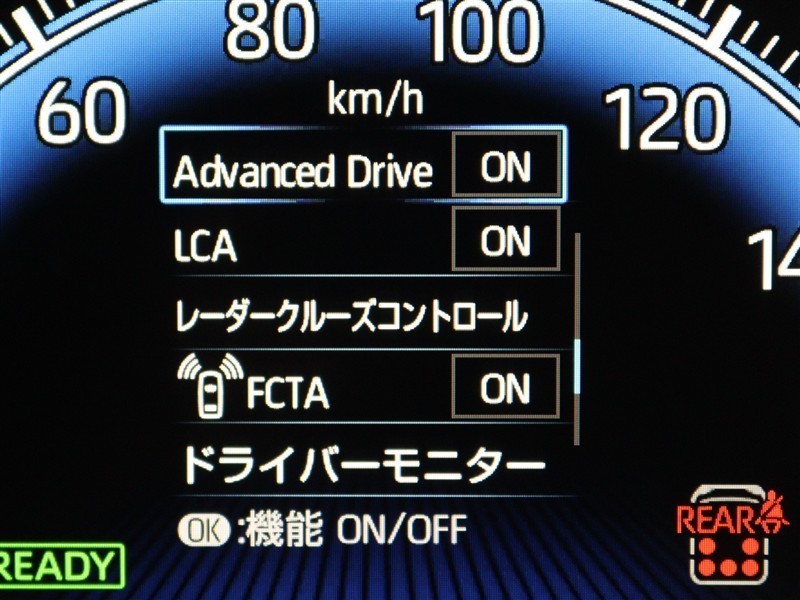 80 100
60 km/h 120
14
Advanced Drive ON
LCA ON
レーダークルーズコントロール
FCTA ON
ドライバーモニター
OK:機能 ON/OFF
READY
REAR